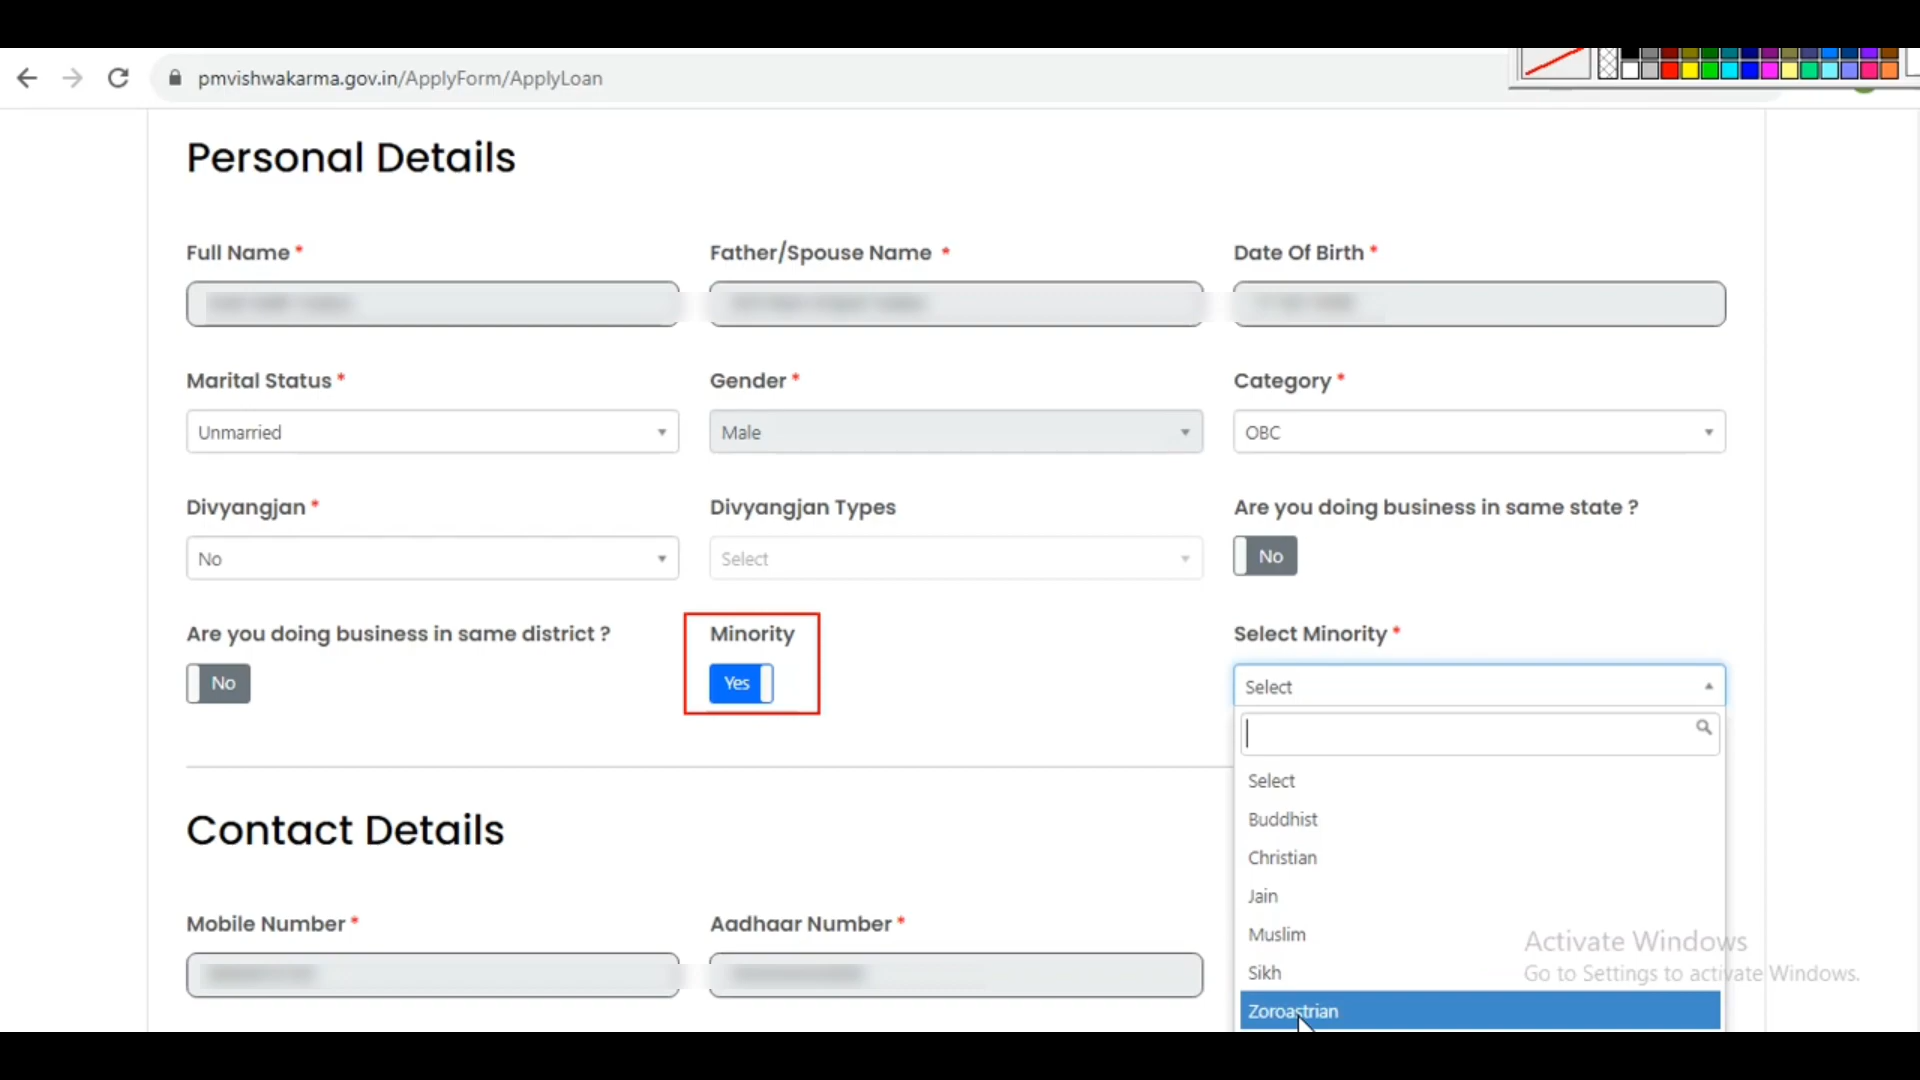 pmvishwakarma.gov.in/ApplyForm/ApplyLoan
Personal Details
Full Name *
Father/Spouse Name *
Date Of Birth *
Marital Status *
Gender *
Category *
Unmarried
Male
OBC
Divyangjan *
Divyangjan Types
Are you doing business in same state ?
No
Select
No
Are you doing business in same district ?
Minority
Select Minority *
No
Yes
Select
Select
Buddhist
Christian
Jain
Muslim
Sikh
Zoroastrian
Contact Details
Mobile Number *
Aadhaar Number *
Activate Windows
Go to Settings to activate Windows.